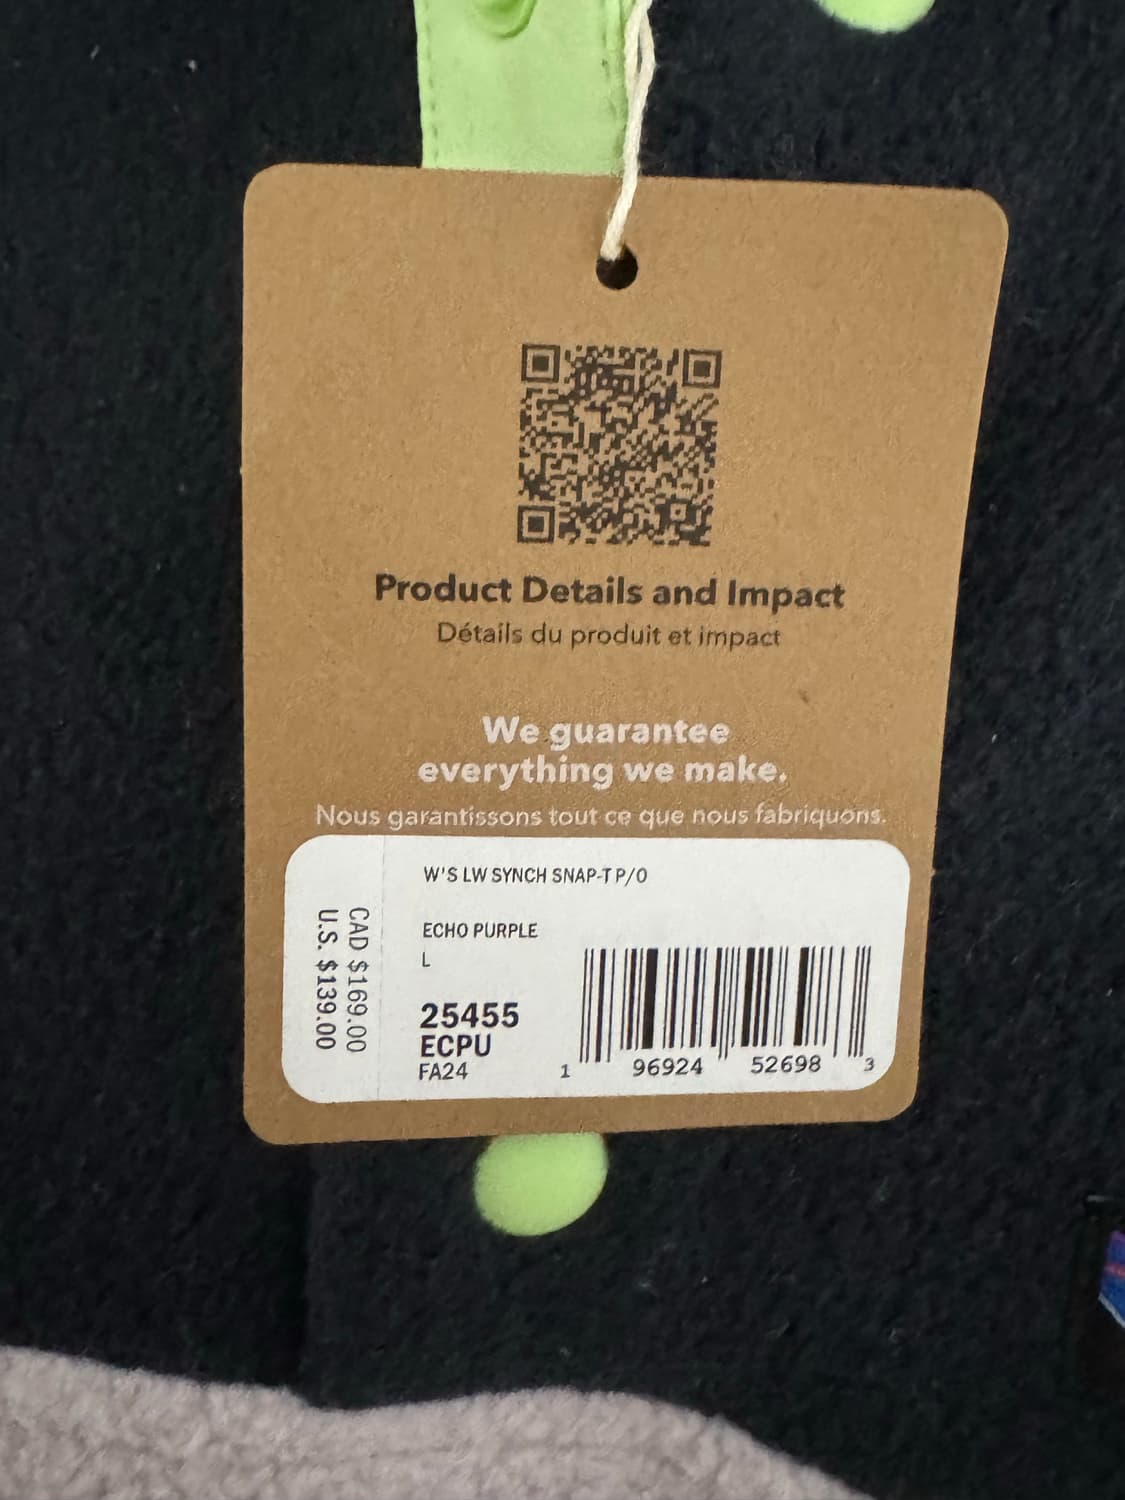 Product Details and Impact
Détails du produit et impact
We guarantee
everything we make.
Nous garantissons tout ce que nous fabriquons.
W'S LW SYNCH SNAP-T P/O
ECHO PURPLE
L
25455
ECPU
FA24
CAD $169.00
U.S. $139.00
1 96924 52698 3